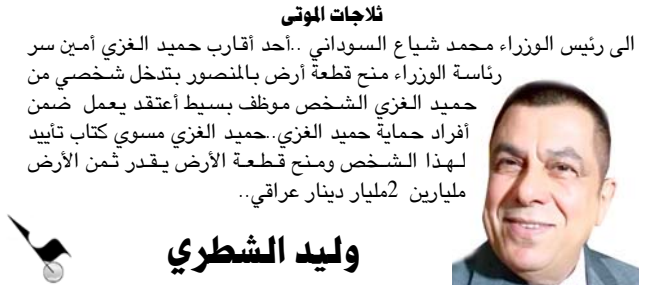 ثلاجات الموتى
الى رئيس الوزراء محمد شياع السوداني ..أحد أقارب حميد الغزي أمين سر
رئاسة الوزراء منح قطعة أرض بالمنصور بتدخل شخصي من
حميد الغزي الشخص موظف بسيط أعتقد يعمل ضمن
أفراد حماية حميد الغزي..حميد الغزي مسوي كتاب تأييد
لهذا الشخص ومنح قطعة الأرض يقدر ثمن الأرض
مليارين 2مليار دينار عراقي..
وليد الشطري